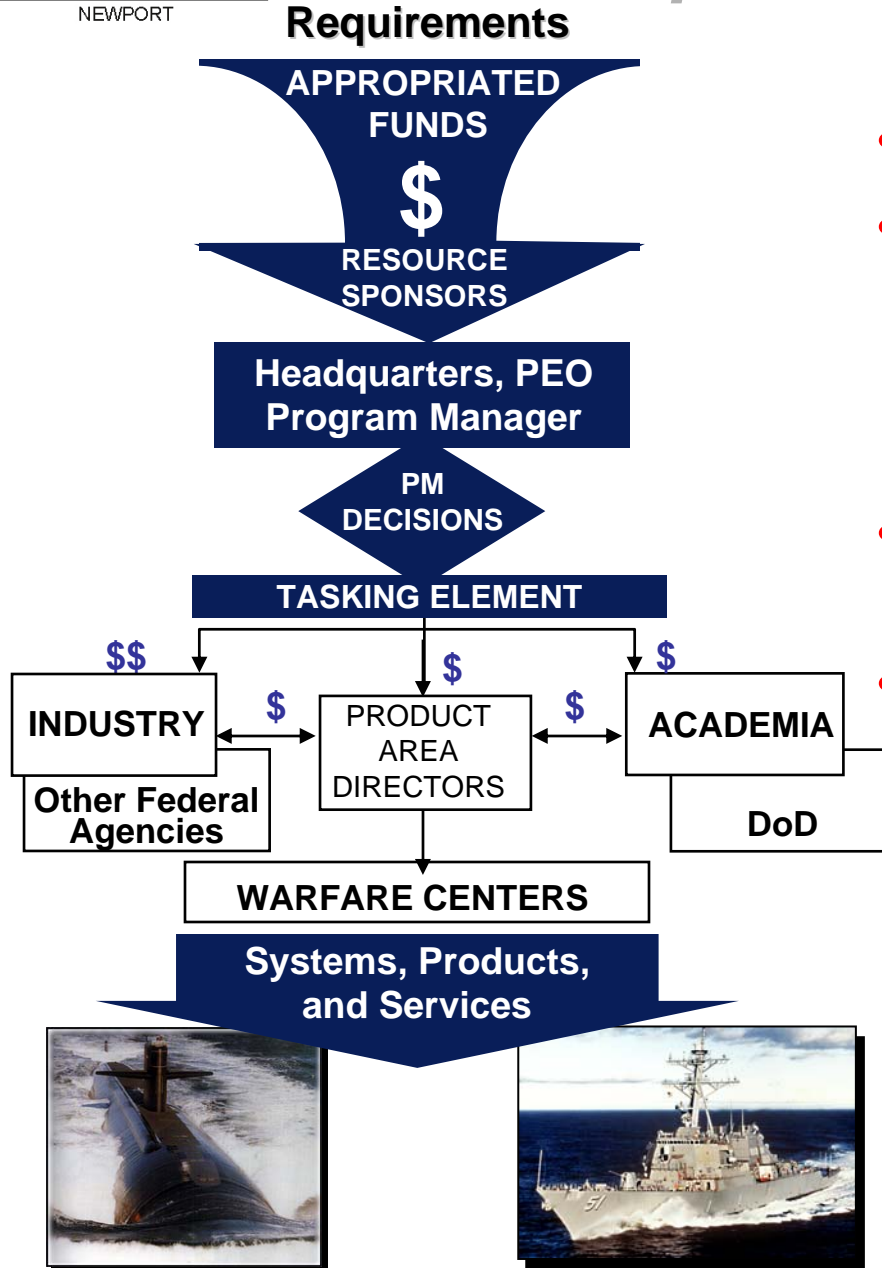 NEWPORT
Requirements
APPROPRIATED
FUNDS
$
RESOURCE
SPONSORS
Headquarters, PEO
Program Manager
PM
DECISIONS
TASKING ELEMENT
$$
$
$
INDUSTRY
$
PRODUCT
AREA
DIRECTORS
$
ACADEMIA
Other Federal
Agencies
DoD
WARFARE CENTERS
Systems, Products,
and Services
51